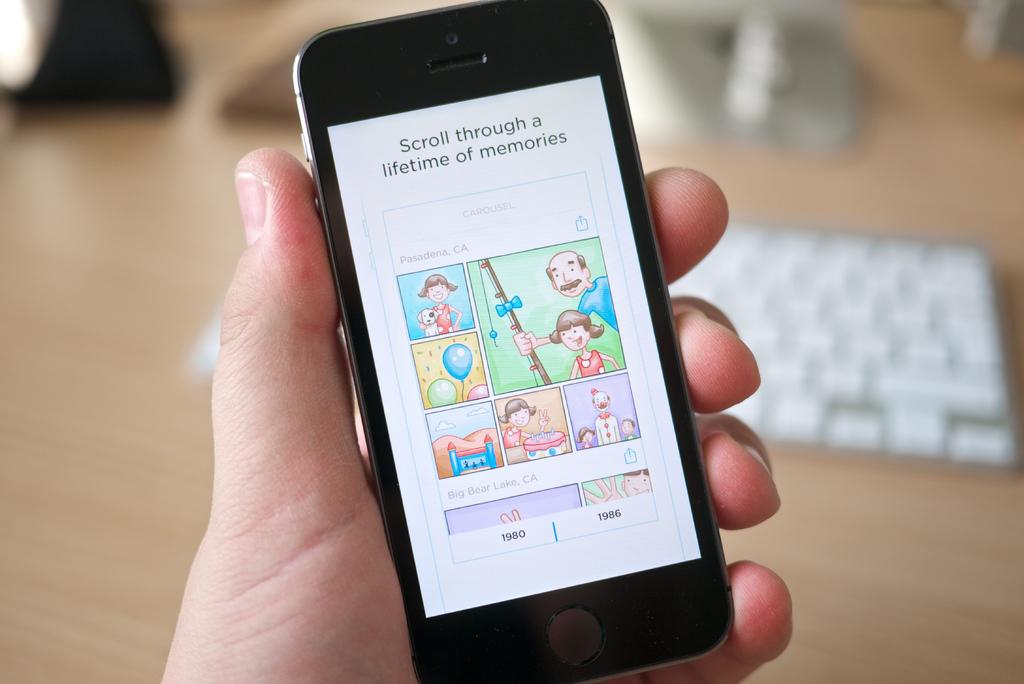 Scroll through a
lifetime of memories
CAROUSEL
Pasadena, CA
Big Bear Lake, CA
1980
1986